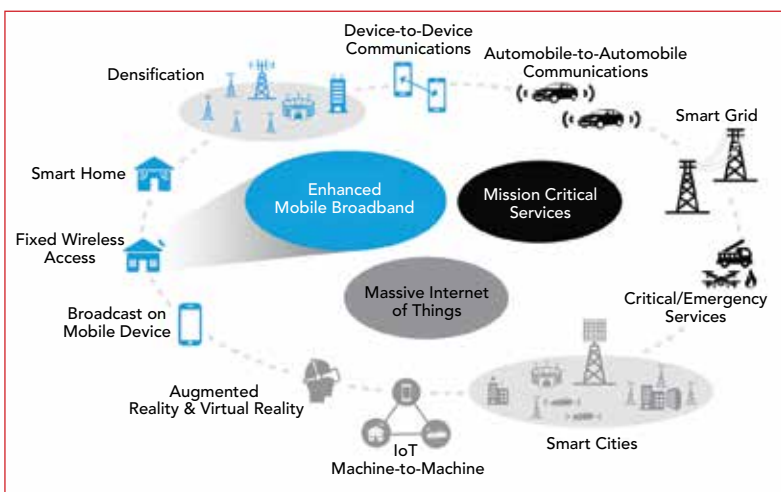 Device-to-Device
Communications
Automobile-to-Automobile
Communications
Densification
Smart Grid
Smart Home
Enhanced
Mobile Broadband
Mission Critical
Services
Fixed Wireless
Access
Massive Internet
of Things
Critical/Emergency
Services
Broadcast on
Mobile Device
Augmented
Reality & Virtual Reality
IoT
Machine-to-Machine
Smart Cities